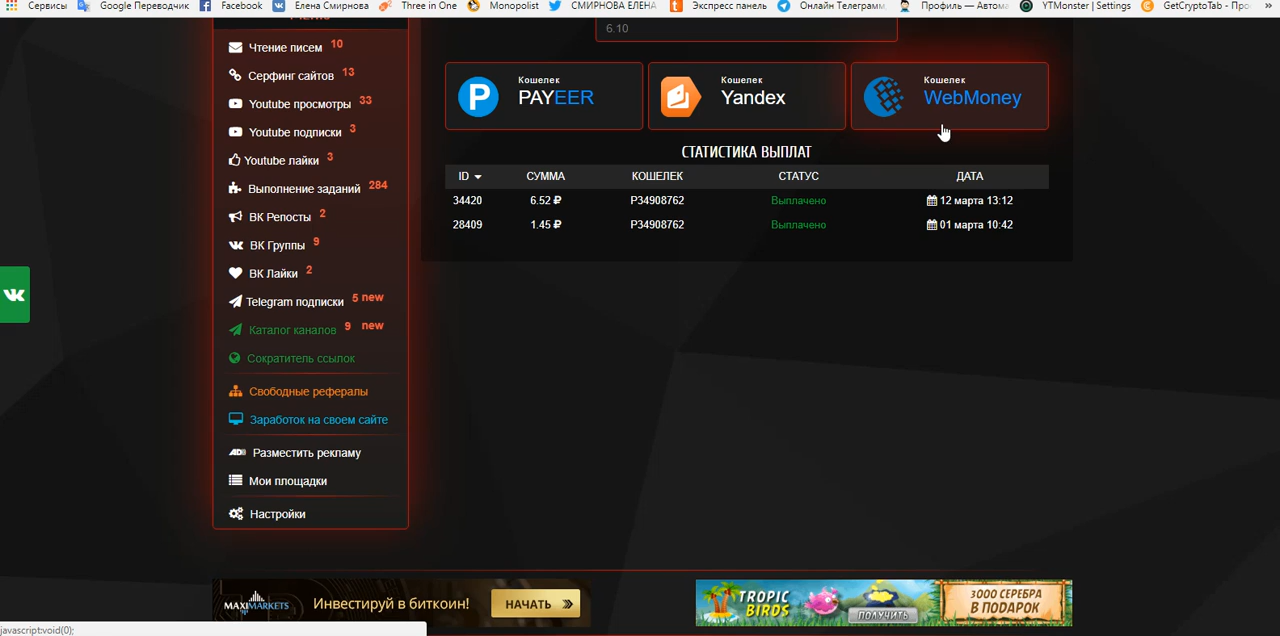 Сервисы Google Переводчик Facebook Елена Смирнова Three in One Monopolist СМИРНОВА ЕЛЕНА Экспресс панель Онлайн Телеграмм Профиль — Автома YTMonster | Settings GetCryptoTab - Про »
6.10
Чтение писем 10
Серфинг сайтов 13
Youtube просмотры 33
Youtube подписки 3
Youtube лайки 3
Выполнение заданий 284
ВК Репосты 2
ВК Группы 9
ВК Лайки 2
Telegram подписки 5 new
Каталог каналов 9 new
Сократитель ссылок
Свободные рефералы
Заработок на своем сайте
Разместить рекламу
Мои площадки
Настройки
Кошелек
PAYEER
Кошелек
Yandex
Кошелек
WebMoney
СТАТИСТИКА ВЫПЛАТ
ID СУММА КОШЕЛЕК СТАТУС ДАТА
34420 6.52 ₽ P34908762 Выплачено 12 марта 13:12
28409 1.45 ₽ P34908762 Выплачено 01 марта 10:42
MAXIMARKETS Инвестируй в биткоин! НАЧАТЬ »
TROPIC BIRDS ПОЛУЧИТЬ 3000 СЕРЕБРА В ПОДАРОК
javascript:void(0);